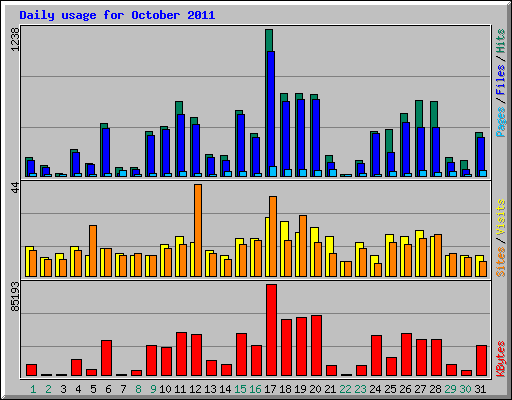 Daily usage for October 2011
1238
Pages / Files / Hits
44
Sites / Visits
85193
KBytes
1 2 3 4 5 6 7 8 9 10 11 12 13 14 15 16 17 18 19 20 21 22 23 24 25 26 27 28 29 30 31